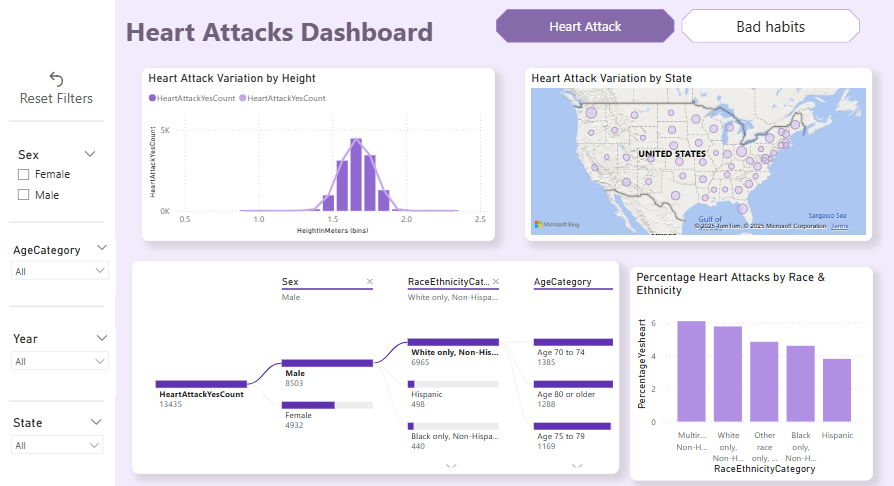 Heart Attacks Dashboard
Heart Attack
Bad habits
Reset Filters
Sex
Female
Male
AgeCategory
All
Year
All
State
All
Heart Attack Variation by Height
HeartAttackYesCount
HeartAttackYesCount
HeartAttackYesCount
5K
0K
0.5
1.0
1.5
2.0
2.5
HeightInMeters (bins)
Heart Attack Variation by State
UNITED STATES
Gulf of
Sargasso Sea
Microsoft Bing
© 2025 TomTom, © 2025 Microsoft Corporation Terms
Sex
Male
RaceEthnicityCat...
White only, Non-Hispa...
AgeCategory
HeartAttackYesCount
13435
Male
8503
Female
4932
White only, Non-His...
6965
Hispanic
498
Black only, Non-Hispa...
440
Age 70 to 74
1385
Age 80 or older
1288
Age 75 to 79
1169
Percentage Heart Attacks by Race &
Ethnicity
PercentageYesheart
6
4
2
0
Multir...
Non-H...
White
only,
Non-H...
Other
race
only, ...
Black
only,
Non-H...
Hispanic
RaceEthnicityCategory